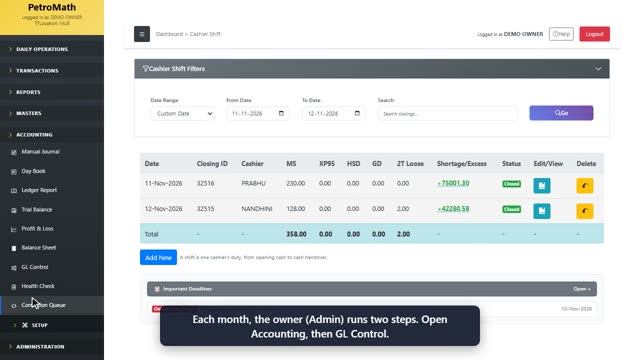 PetroMath
Logged in as DEMO OWNER
Location: MUE
DAILY OPERATIONS
TRANSACTIONS
REPORTS
MASTERS
ACCOUNTING
Manual Journal
Day Book
Ledger Report
Trial Balance
Profit & Loss
Balance Sheet
GL Control
Health Check
Queue
SETUP
ADMINISTRATION
Dashboard > Cashier Shift
Logged in as DEMO OWNER
Help
Logout
Cashier Shift Filters
Date Range: From Date: To Date: Search:
Custom Date 11-11-2026 12-11-2026 Search closings... Go
Date Closing ID Cashier MS XP95 HSD GD 2T Loose Shortage/Excess Status Edit/View Delete
11-Nov-2026 32516 PRABHU 230.00 0.00 0.00 0.00 0.00 +75001.30 Closed
12-Nov-2026 32515 NANDHINI 128.00 0.00 0.00 0.00 2.00 +42280.58 Closed
Total - - 358.00 0.00 0.00 0.00 2.00 - - - -
Add New A shift is one cashier's duty, from opening cash to cash handover.
Important Deadlines Open
10-Nov-2026
Each month, the owner (Admin) runs two steps. Open
Accounting, then GL Control.